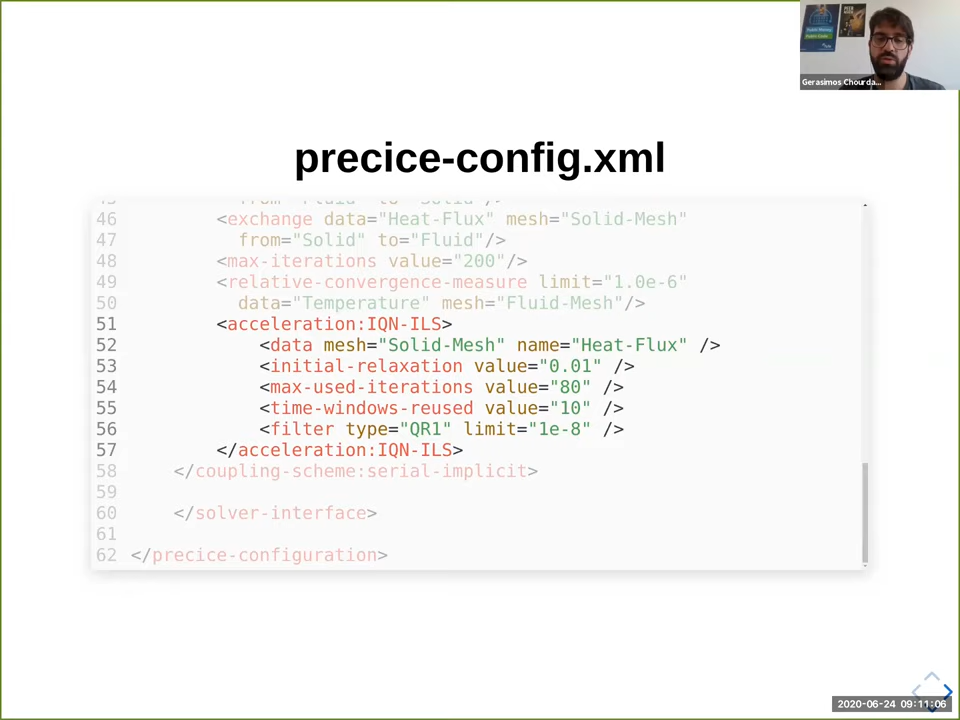 Gerasimos Chourda...
precice-config.xml
46 <exchange data="Heat-Flux" mesh="Solid-Mesh"
47 from="Solid" to="Fluid"/>
48 <max-iterations value="200"/>
49 <relative-convergence-measure limit="1.0e-6"
50 data="Temperature" mesh="Fluid-Mesh"/>
51 <acceleration:IQN-ILS>
52 <data mesh="Solid-Mesh" name="Heat-Flux" />
53 <initial-relaxation value="0.01" />
54 <max-used-iterations value="80" />
55 <time-windows-reused value="10" />
56 <filter type="QR1" limit="1e-8" />
57 </acceleration:IQN-ILS>
58 </coupling-scheme:serial-implicit>
59
60 </solver-interface>
61
62 </precice-configuration>
2020-06-24 09:11:06